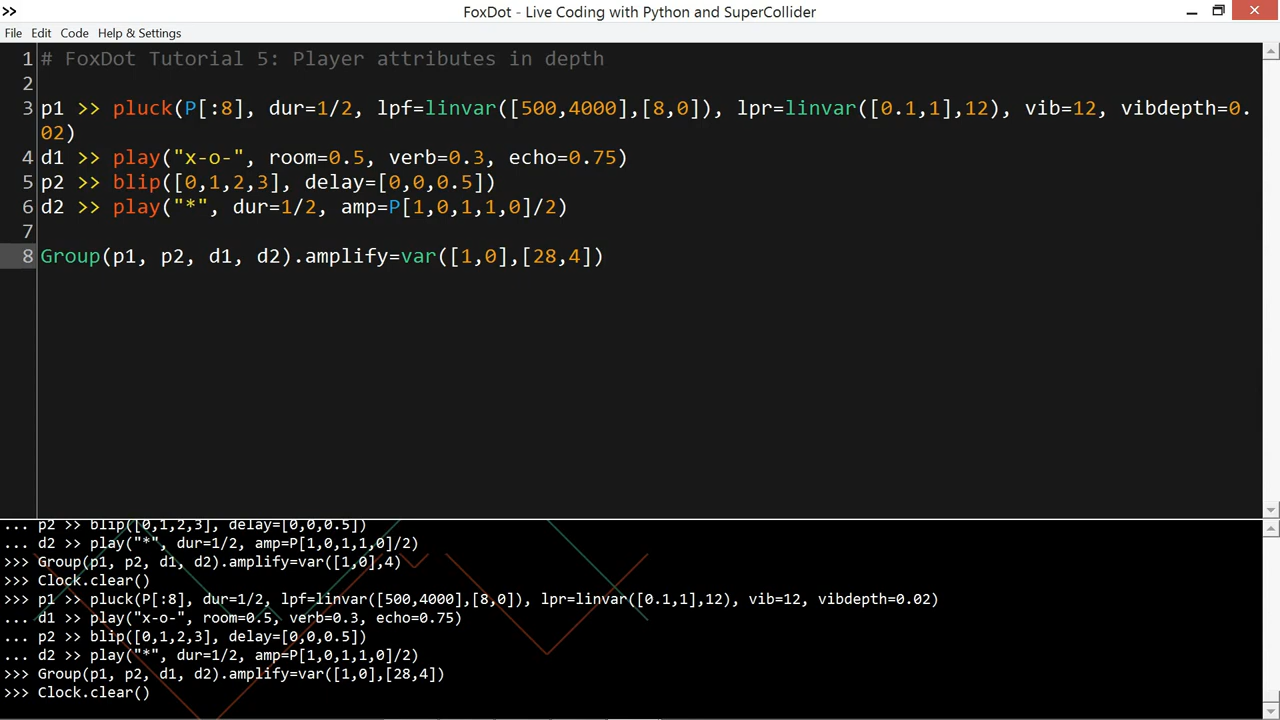 FoxDot - Live Coding with Python and SuperCollider
File Edit Code Help & Settings
1 # FoxDot Tutorial 5: Player attributes in depth
2
3 p1 >> pluck(P[:8], dur=1/2, lpf=linvar([500,4000],[8,0]), lpr=linvar([0.1,1],12), vib=12, vibdepth=0.
02)
4 d1 >> play("x-o-", room=0.5, verb=0.3, echo=0.75)
5 p2 >> blip([0,1,2,3], delay=[0,0,0.5])
6 d2 >> play("*", dur=1/2, amp=P[1,0,1,1,0]/2)
7
8 Group(p1, p2, d1, d2).amplify=var([1,0],[28,4])
... p2 >> blip([0,1,2,3], delay=[0,0,0.5])
... d2 >> play("*", dur=1/2, amp=P[1,0,1,1,0]/2)
>>> Group(p1, p2, d1, d2).amplify=var([1,0],4)
>>> Clock.clear()
>>> p1 >> pluck(P[:8], dur=1/2, lpf=linvar([500,4000],[8,0]), lpr=linvar([0.1,1],12), vib=12, vibdepth=0.02)
... d1 >> play("x-o-", room=0.5, verb=0.3, echo=0.75)
... p2 >> blip([0,1,2,3], delay=[0,0,0.5])
... d2 >> play("*", dur=1/2, amp=P[1,0,1,1,0]/2)
>>> Group(p1, p2, d1, d2).amplify=var([1,0],[28,4])
>>> Clock.clear()